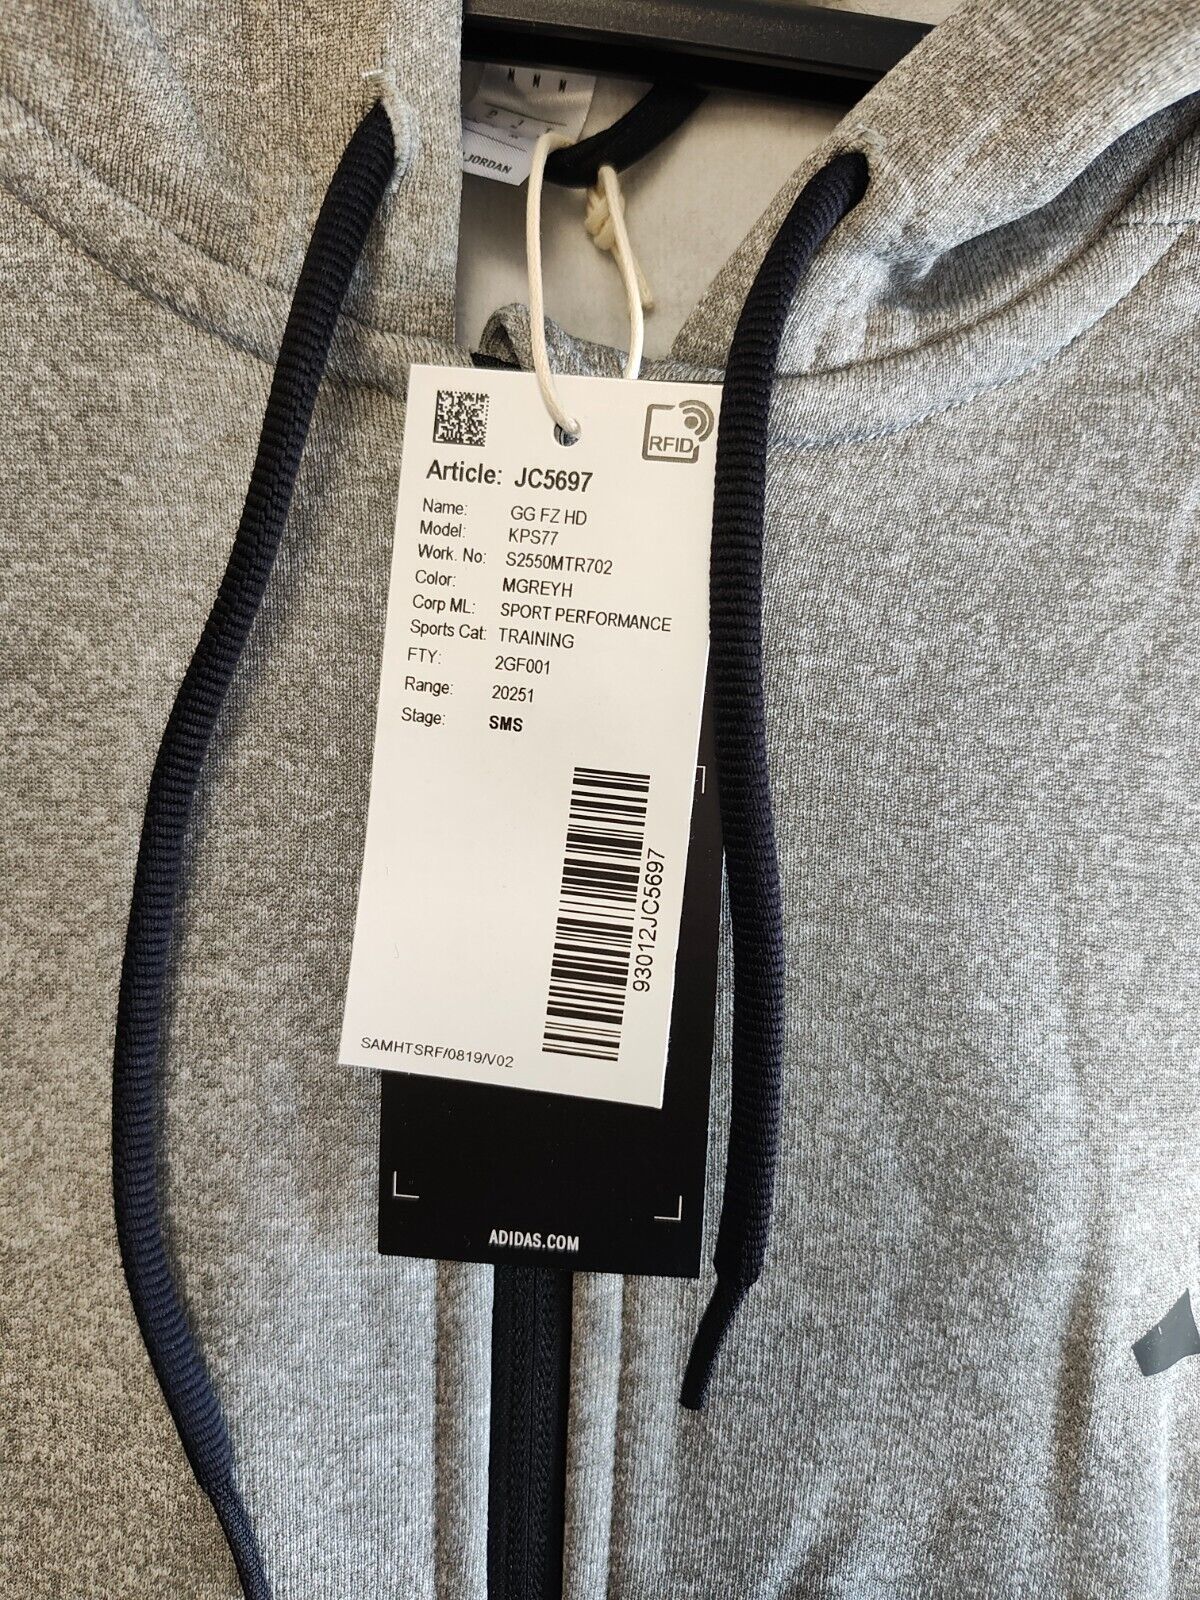 JORDAN
RFID
Article: JC5697
Name: GG FZ HD
Model: KPS77
Work. No: S2550MTR702
Color: MGREYH
Corp ML: SPORT PERFORMANCE
Sports Cat: TRAINING
FTY: 2GF001
Range: 20251
Stage: SMS
93012JC5697
SAMHTSRF/0819/V02
ADIDAS.COM